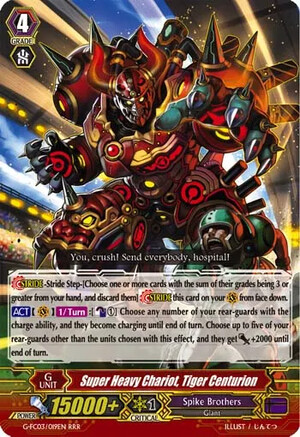 4
GRADE
You, crush! Send everybody, hospital!
STRIDE -Stride Step-[Choose one or more cards with the sum of their grades being 3 or
greater from your hand, and discard them] STRIDE this card on your from face down.
ACT 1/Turn : (1) Choose any number of your rear-guards with the
charge ability, and they become charging until end of turn. Choose up to five of your
rear-guards other than the units chosen with this effect, and they get +2000 until
end of turn.
G
UNIT
Super Heavy Chariot, Tiger Centurion
POWER
15000+
1
CRITICAL
Spike Brothers
Giant
G-FC03/019EN RRR
ILLUST / じんてつ